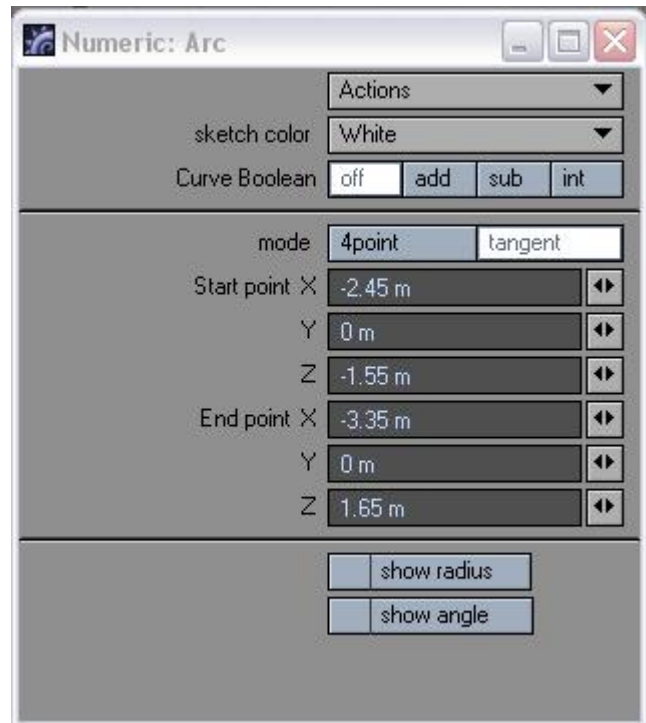 Numeric: Arc
Actions
sketch color White
Curve Boolean off add sub int
mode 4point tangent
Start point X -2.45 m
Y 0 m
Z -1.55 m
End point X -3.35 m
Y 0 m
Z 1.65 m
show radius
show angle